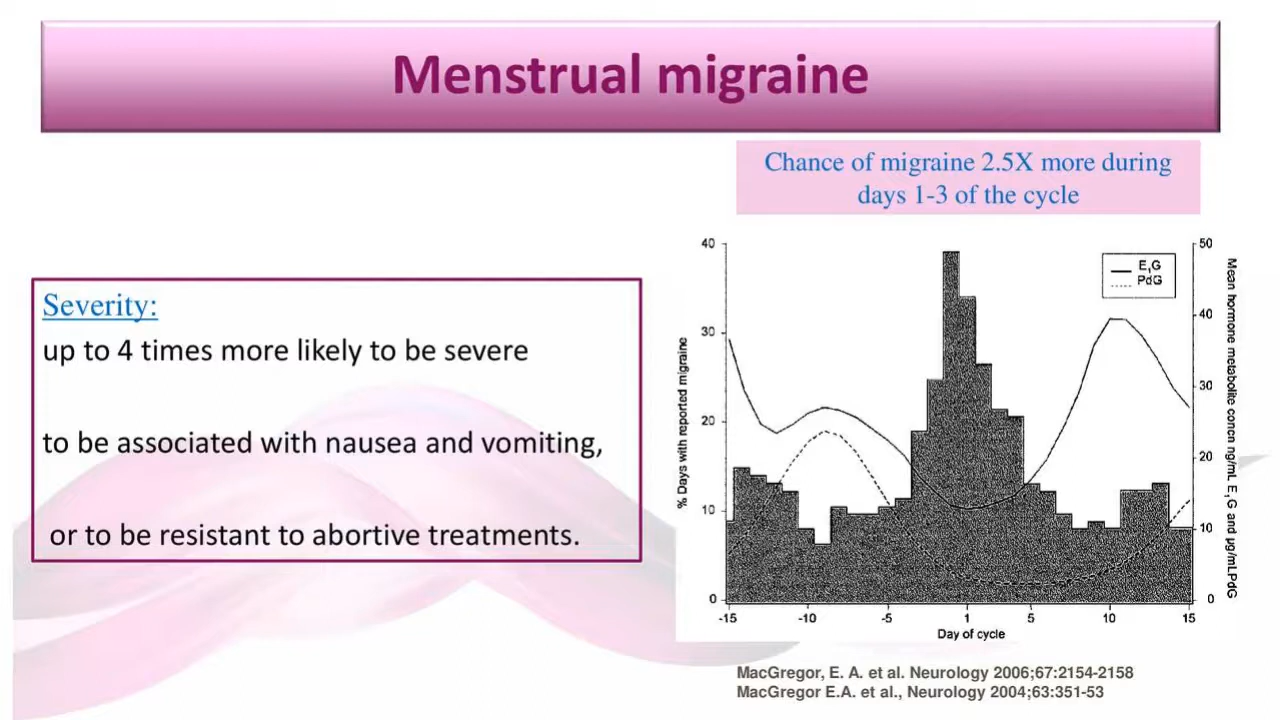 Menstrual migraine
Chance of migraine 2.5X more during
days 1-3 of the cycle
Severity:
up to 4 times more likely to be severe
to be associated with nausea and vomiting,
or to be resistant to abortive treatments.
% Days with reported migraine
40
30
20
10
0
E₁G
PdG
50
40
30
20
10
0
Mean hormone metabolite concn ng/mL E₁G and µg/mLPdG
-15 -10 -5 1 5 10 15
Day of cycle
MacGregor, E. A. et al. Neurology 2006;67:2154-2158
MacGregor E.A. et al., Neurology 2004;63:351-53